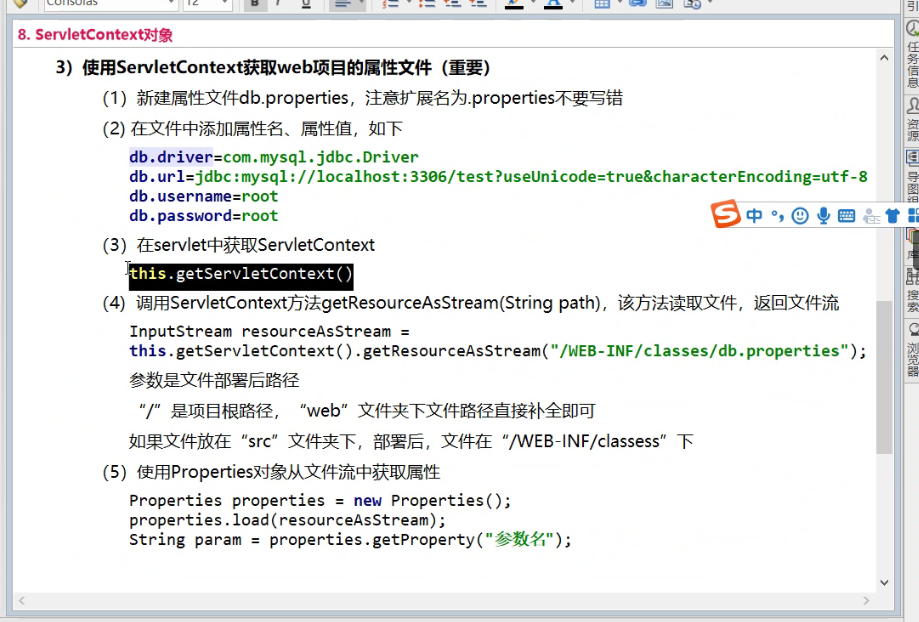 Consolas
12
B
I
U
A
8. ServletContext对象
3）使用ServletContext获取web项目的属性文件（重要）
（1）新建属性文件db.properties，注意扩展名为.properties不要写错
（2) 在文件中添加属性名、属性值，如下
db.driver=com.mysql.jdbc.Driver
db.url=jdbc:mysql://localhost:3306/test?useUnicode=true&characterEncoding=utf-8
db.username=root
db.password=root
中
（3）在servlet中获取ServletContext
this.getServletContext()
（4）调用ServletContext方法getResourceAsStream(String path)，该方法读取文件，返回文件流
InputStream resourceAsStream =
this.getServletContext().getResourceAsStream("/WEB-INF/classes/db.properties");
参数是文件部署后路径
“/”是项目根路径，“web”文件夹下文件路径直接补全即可
如果文件放在“src”文件夹下，部署后，文件在“/WEB-INF/classess”下
（5）使用Properties对象从文件流中获取属性
Properties properties = new Properties();
properties.load(resourceAsStream);
String param = properties.getProperty("参数名");
任务信息
资源
搜索
浏览器